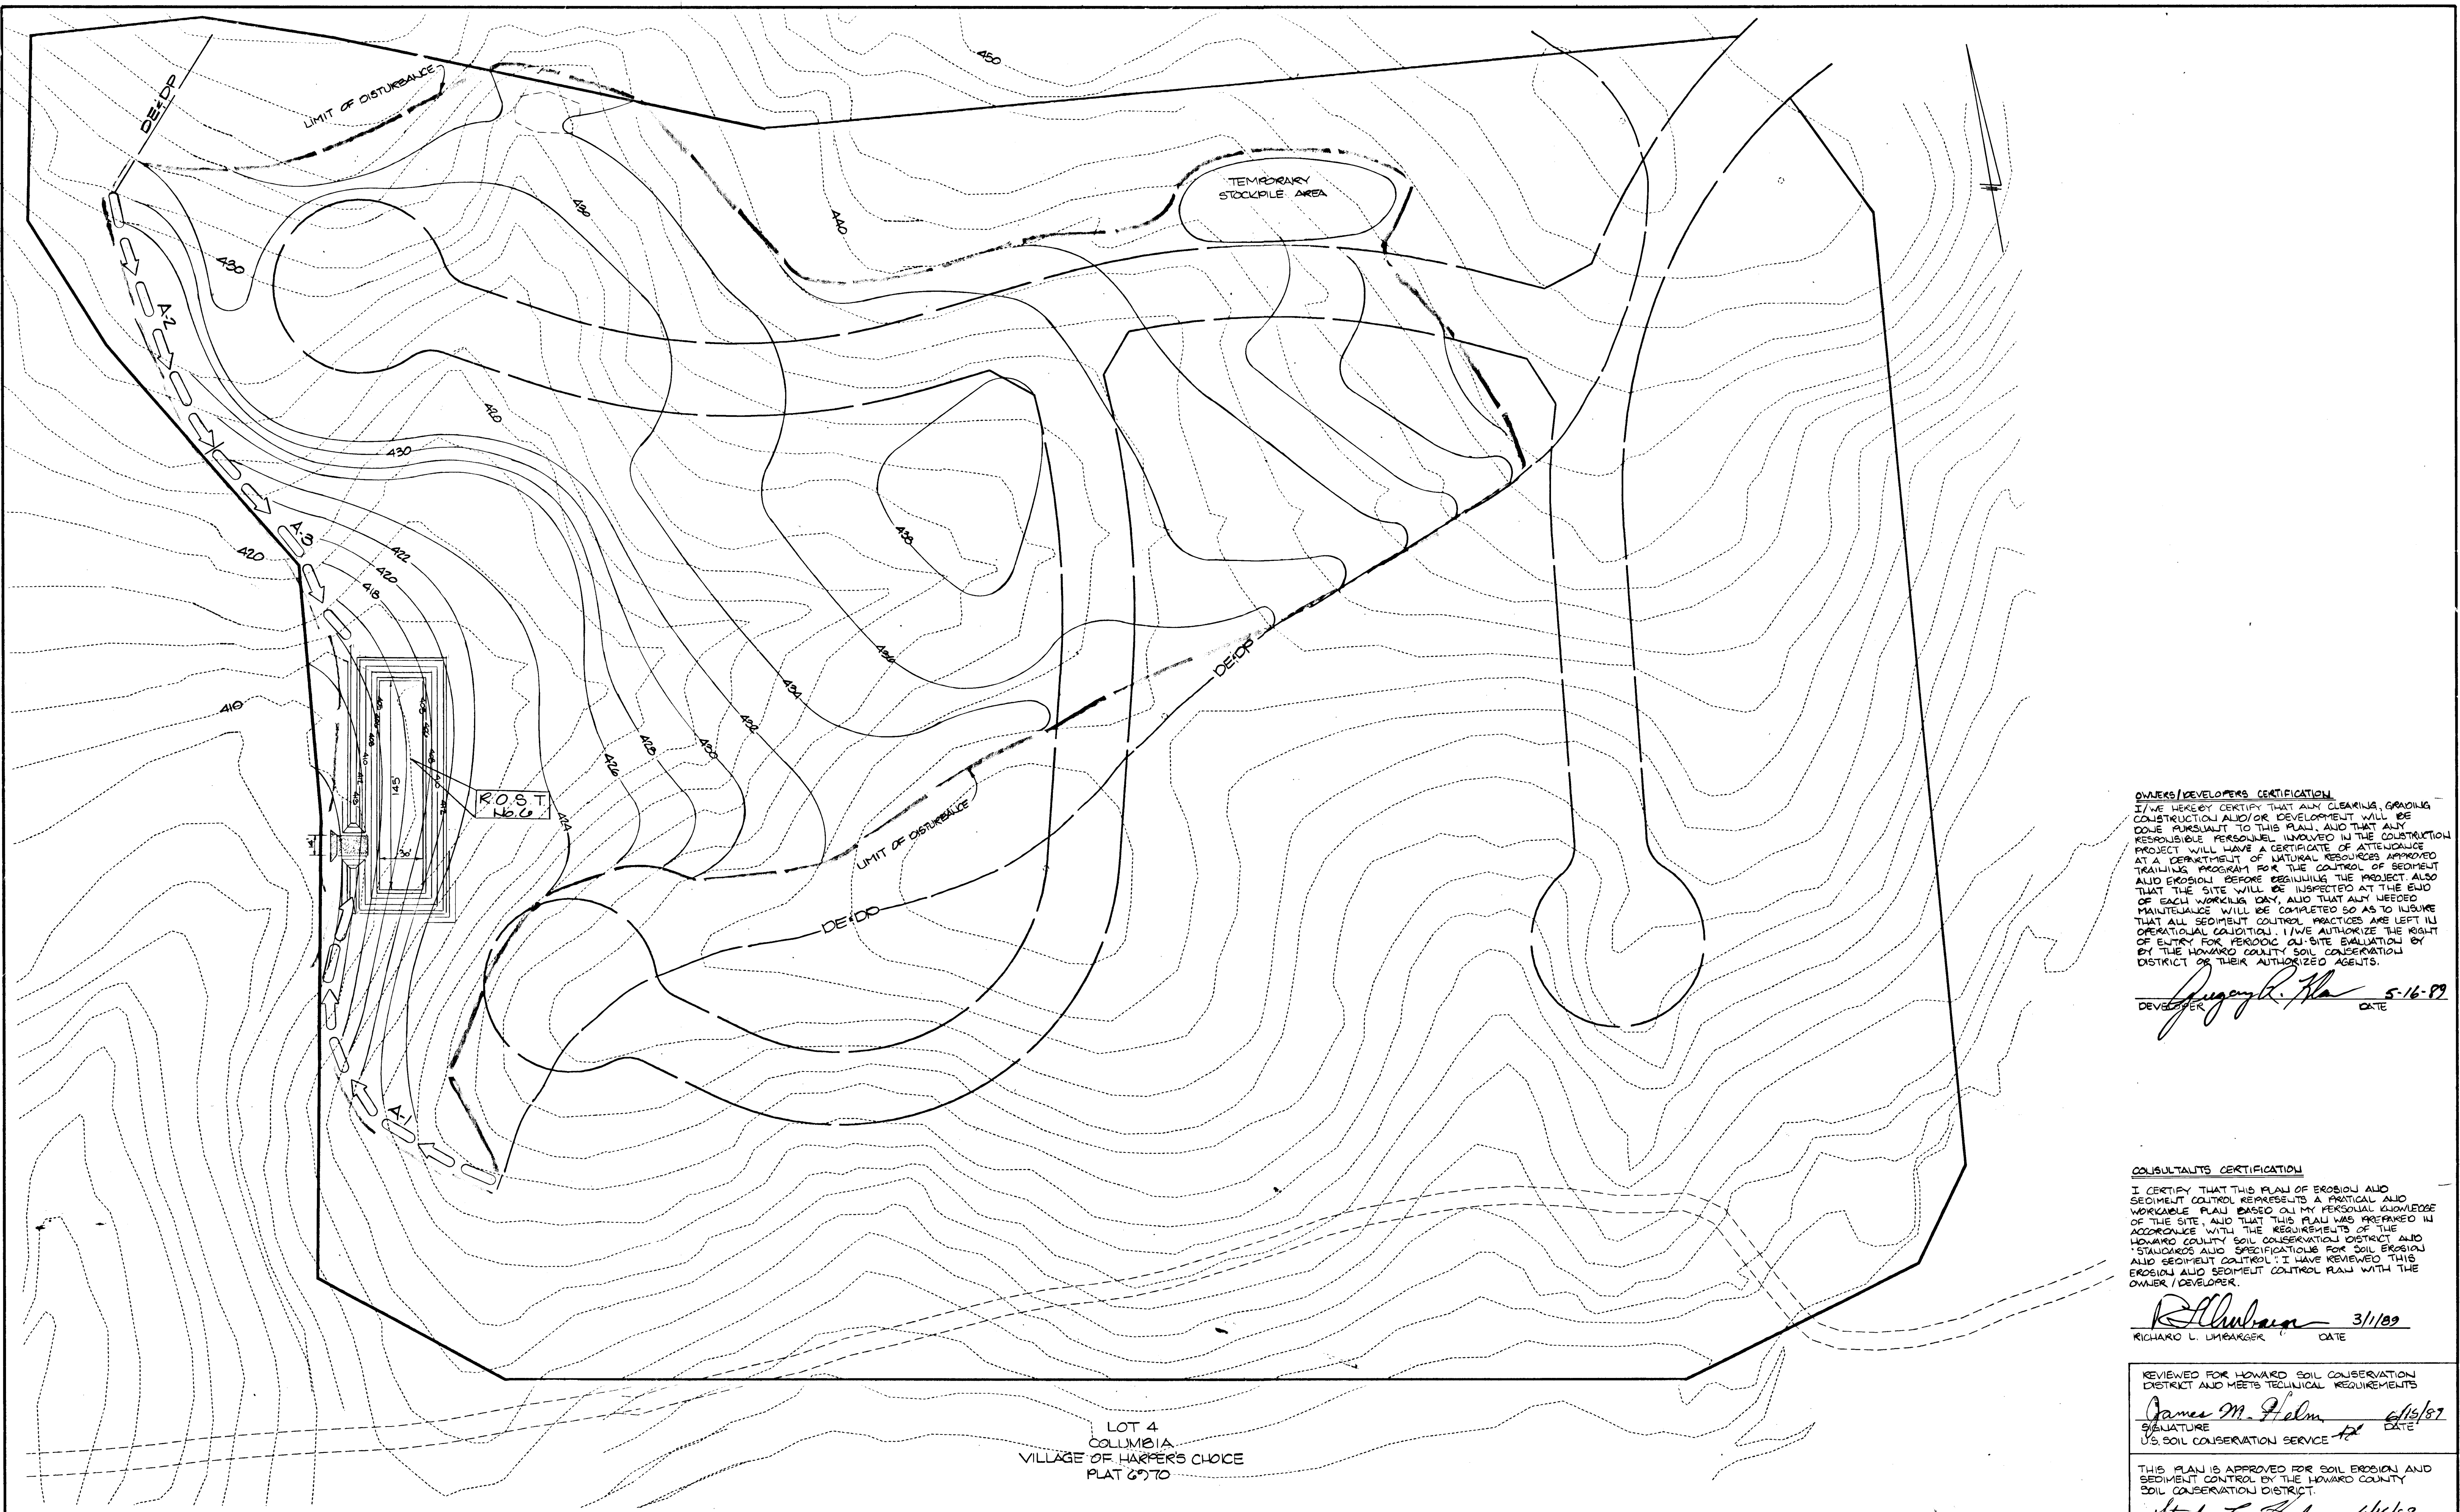 450
DE & DP
LIMIT OF DISTURBANCE
TEMPORARY
STOCKPILE AREA
430
440
430
A-2
420
430
438
A-3
420
422
420
418
436
DE & DP
434
410
432
430
428
426
145
R.O.S.T.
No. 6
424
30'
LIMIT OF DISTURBANCE
DE & DP
A-1
LOT 4
COLUMBIA
VILLAGE OF HARPER'S CHOICE
PLAT 6970
OWNERS/DEVELOPERS CERTIFICATION
I/WE HEREBY CERTIFY THAT ANY CLEARING, GRADING
CONSTRUCTION AND/OR DEVELOPMENT WILL BE
DONE PURSUANT TO THIS PLAN, AND THAT ANY
RESPONSIBLE PERSONNEL INVOLVED IN THE CONSTRUCTION
PROJECT WILL HAVE A CERTIFICATE OF ATTENDANCE
AT A DEPARTMENT OF NATURAL RESOURCES APPROVED
TRAINING PROGRAM FOR THE CONTROL OF SEDIMENT
AND EROSION BEFORE BEGINNING THE PROJECT. ALSO
THAT THE SITE WILL BE INSPECTED AT THE END
OF EACH WORKING DAY, AND THAT ANY NEEDED
MAINTENANCE WILL BE COMPLETED SO AS TO INSURE
THAT ALL SEDIMENT CONTROL PRACTICES ARE LEFT IN
OPERATIONAL CONDITION. I/WE AUTHORIZE THE RIGHT
OF ENTRY FOR PERIODIC ON-SITE EVALUATION BY
BY THE HOWARD COUNTY SOIL CONSERVATION
DISTRICT OR THEIR AUTHORIZED AGENTS.
5-16-89
DEVELOPER DATE
CONSULTANTS CERTIFICATION
I CERTIFY THAT THIS PLAN OF EROSION AND
SEDIMENT CONTROL REPRESENTS A PRATICAL AND
WORKABLE PLAN BASED ON MY PERSONAL KNOWLEDGE
OF THE SITE, AND THAT THIS PLAN WAS PREPARED IN
ACCORDANCE WITH THE REQUIREMENTS OF THE
HOWARD COUNTY SOIL CONSERVATION DISTRICT AND
"STANDARDS AND SPECIFICATIONS FOR SOIL EROSION
AND SEDIMENT CONTROL". I HAVE REVIEWED THIS
EROSION AND SEDIMENT CONTROL PLAN WITH THE
OWNER / DEVELOPER.
3/1/89
RICHARD L. UMBARGER DATE
REVIEWED FOR HOWARD SOIL CONSERVATION
DISTRICT AND MEETS TECHNICAL REQUIREMENTS
James M. Helm 6/15/89
SIGNATURE DATE
U.S. SOIL CONSERVATION SERVICE
THIS PLAN IS APPROVED FOR SOIL EROSION AND
SEDIMENT CONTROL BY THE HOWARD COUNTY
SOIL CONSERVATION DISTRICT.